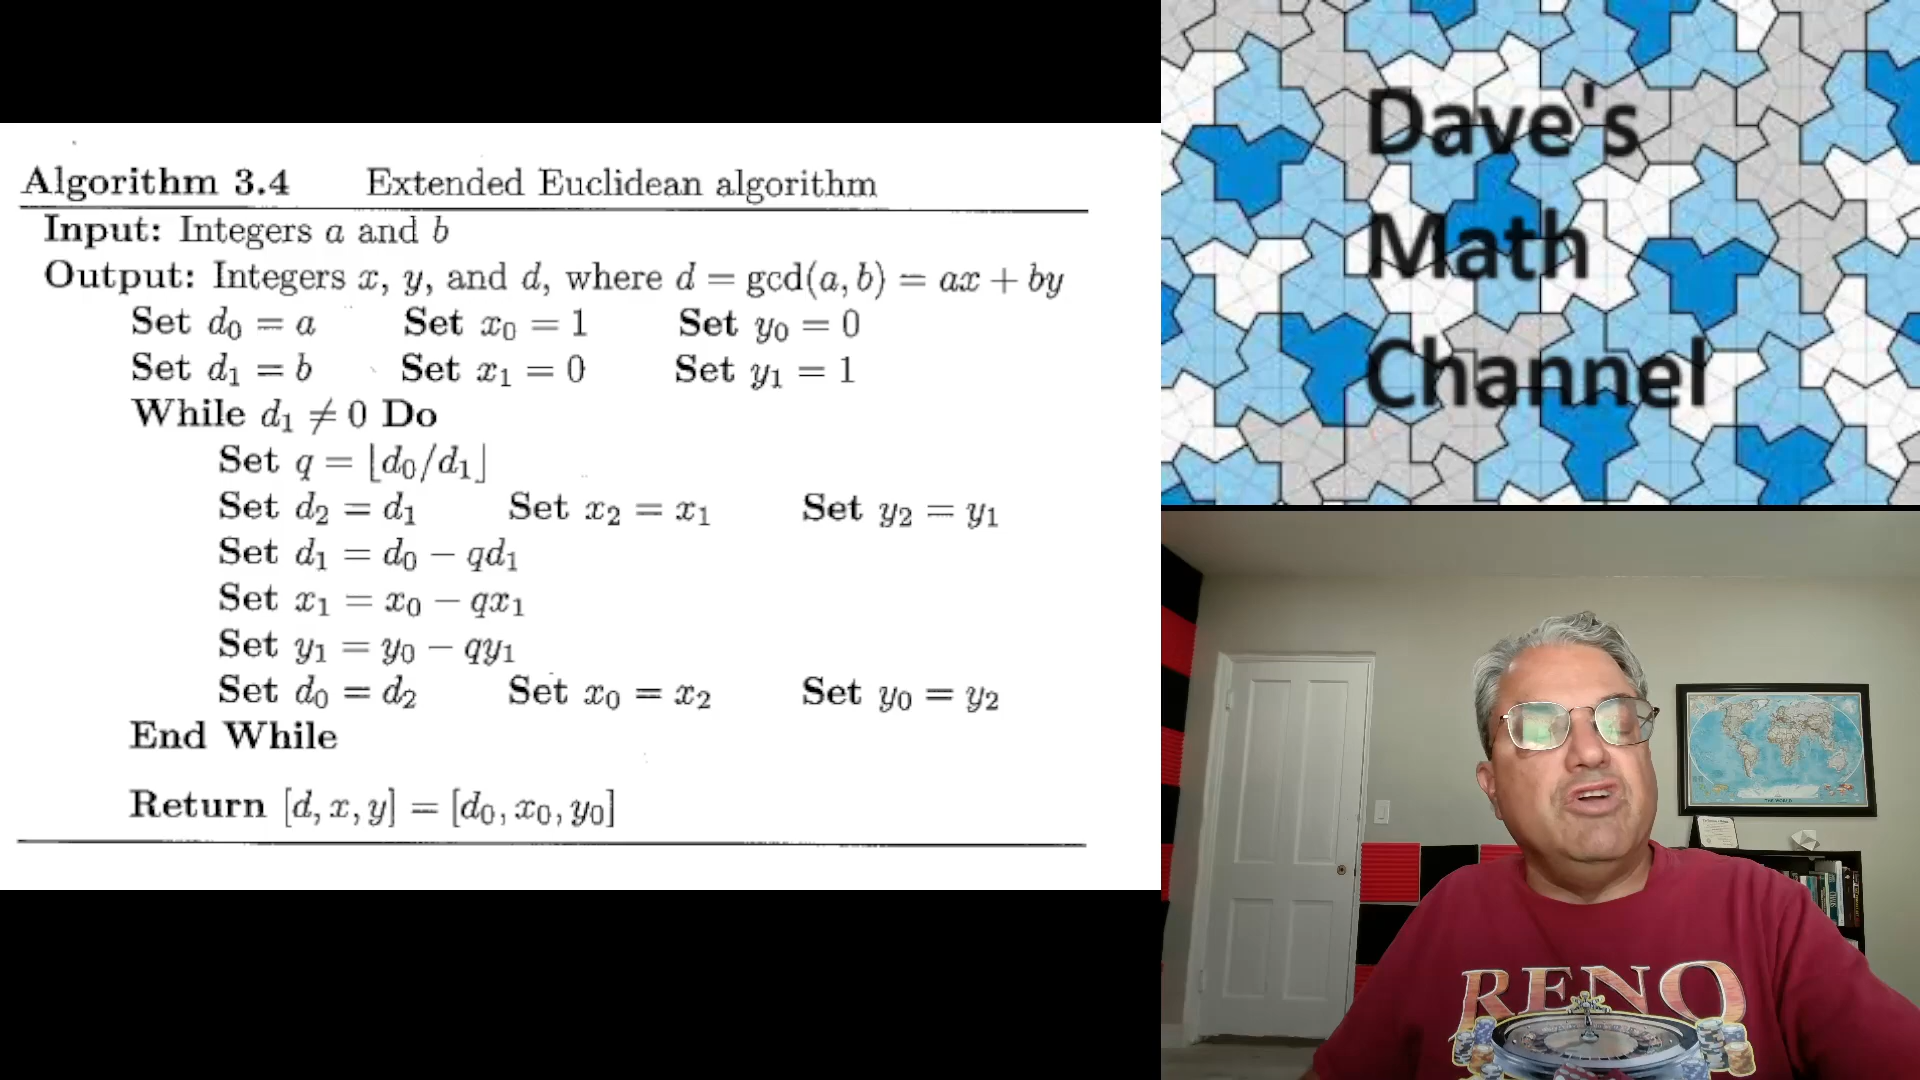 Algorithm 3.4 Extended Euclidean algorithm
Input: Integers a and b
Output: Integers x, y, and d, where d = gcd(a, b) = ax + by
Set d₀ = a Set x₀ = 1 Set y₀ = 0
Set d₁ = b Set x₁ = 0 Set y₁ = 1
While d₁ ≠ 0 Do
Set q = ⌊d₀/d₁⌋
Set d₂ = d₁ Set x₂ = x₁ Set y₂ = y₁
Set d₁ = d₀ − qd₁
Set x₁ = x₀ − qx₁
Set y₁ = y₀ − qy₁
Set d₀ = d₂ Set x₀ = x₂ Set y₀ = y₂
End While
Return [d, x, y] = [d₀, x₀, y₀]
Dave's
Math
Channel
THE WORLD
RENO